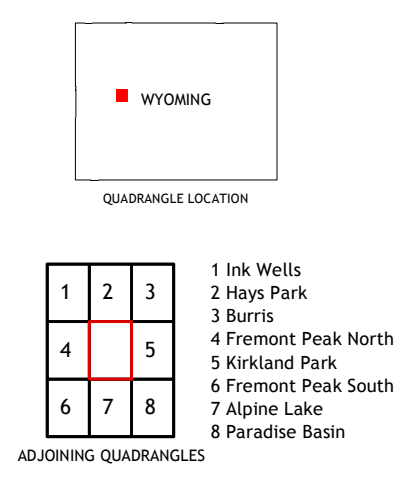 WYOMING
QUADRANGLE LOCATION
1 2 3
4 5
6 7 8
ADJOINING QUADRANGLES
1 Ink Wells
2 Hays Park
3 Burris
4 Fremont Peak North
5 Kirkland Park
6 Fremont Peak South
7 Alpine Lake
8 Paradise Basin